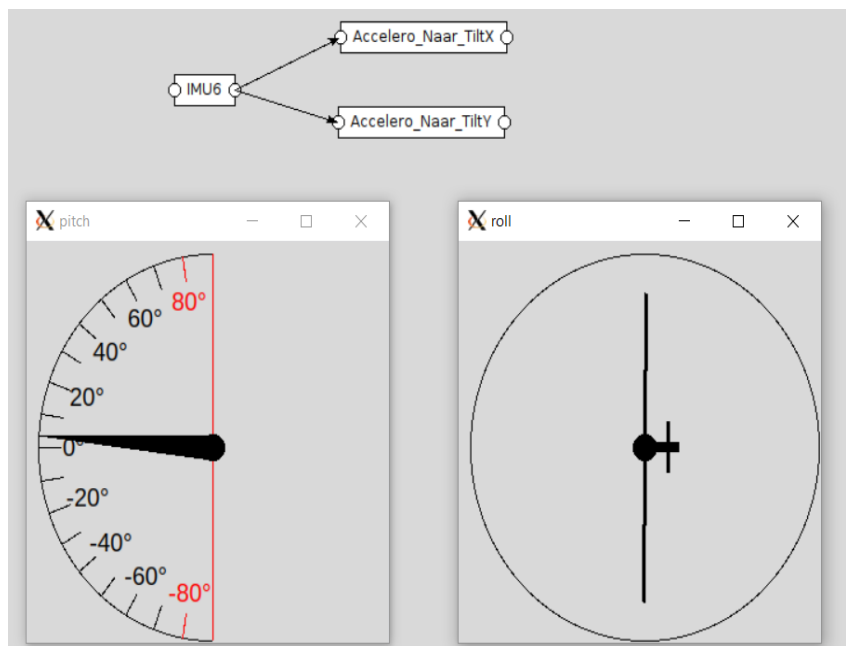 Accelero_Naar_TiltX
IMU6
Accelero_Naar_TiltY
pitch
roll
80°
60°
40°
20°
0°
-20°
-40°
-60°
-80°